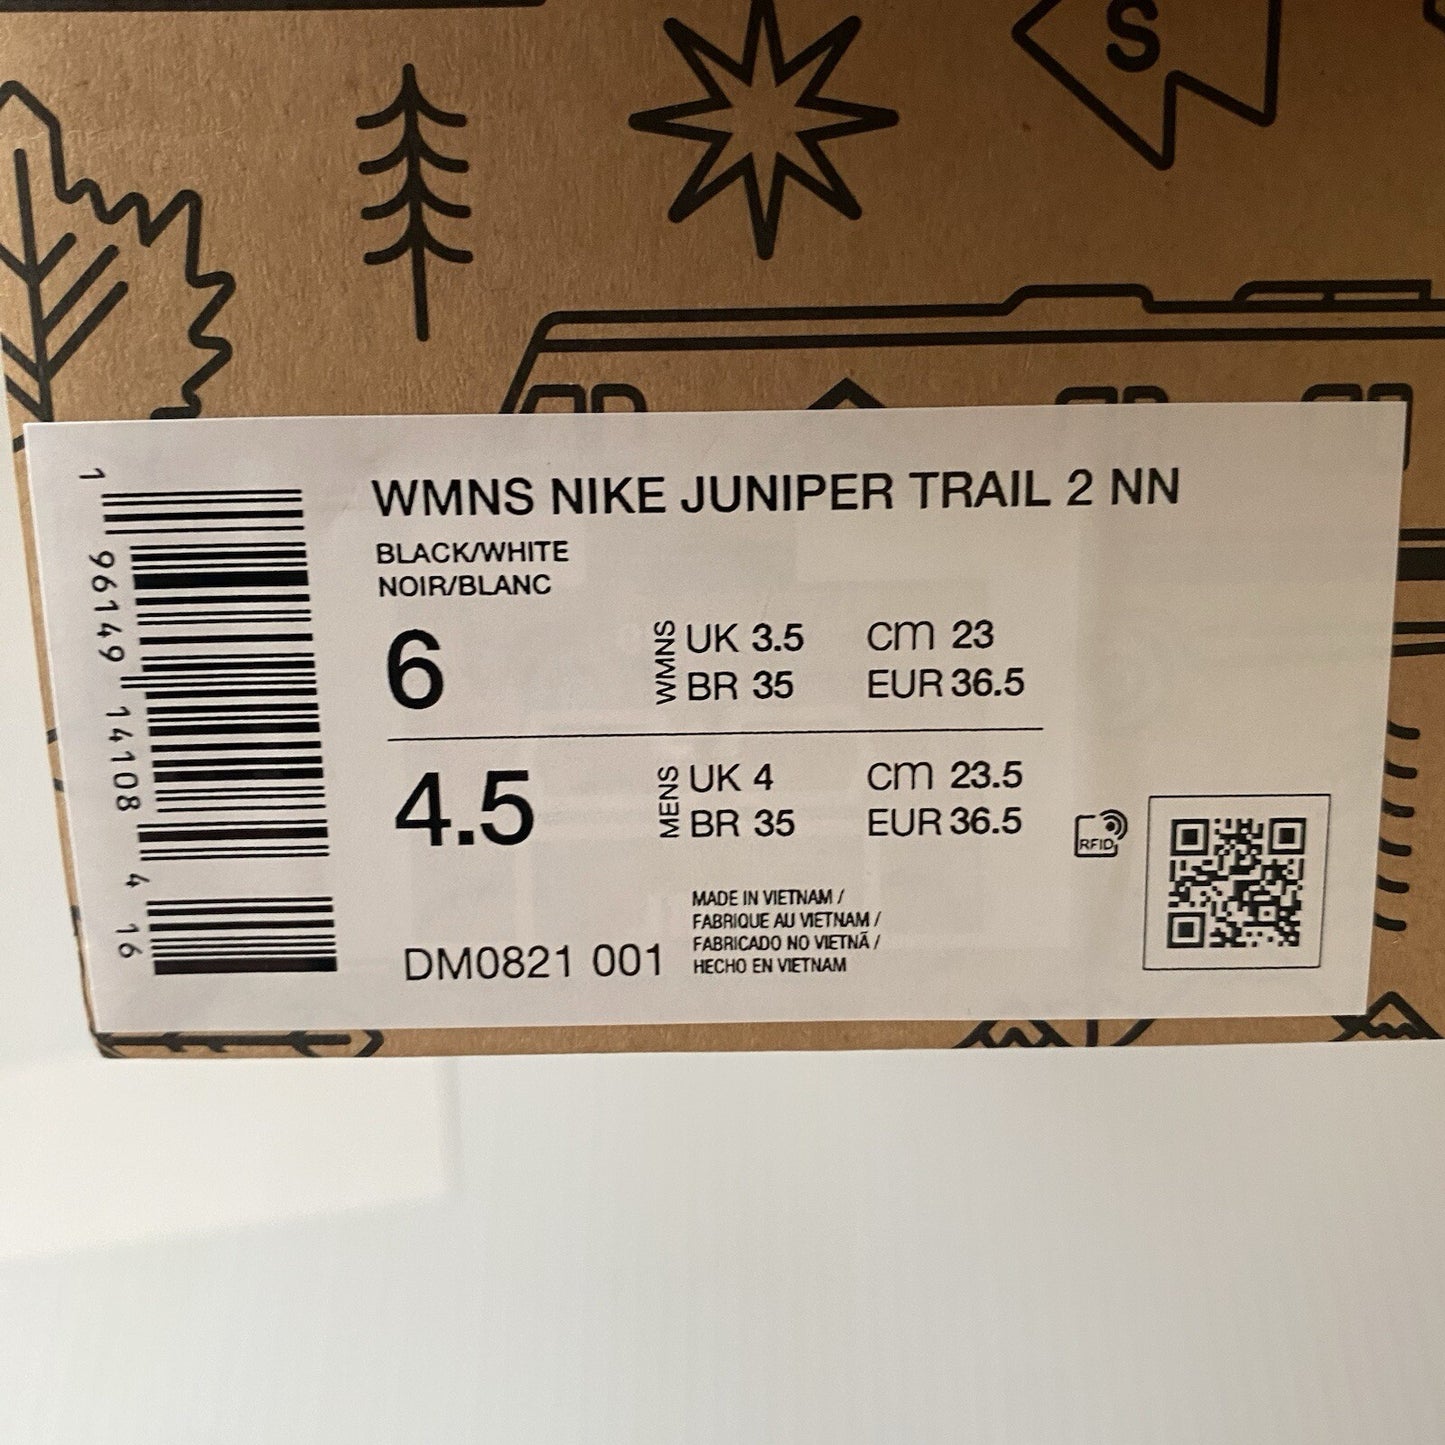 S
WMNS NIKE JUNIPER TRAIL 2 NN
BLACK/WHITE
NOIR/BLANC
6
WMNS
UK 3.5 CM 23
BR 35 EUR 36.5
4.5
MENS
UK 4 CM 23.5
BR 35 EUR 36.5
RFID
MADE IN VIETNAM /
FABRIQUE AU VIETNAM /
FABRICADO NO VIETNÃ /
HECHO EN VIETNAM
DM0821 001
1 96149 14108 4 16